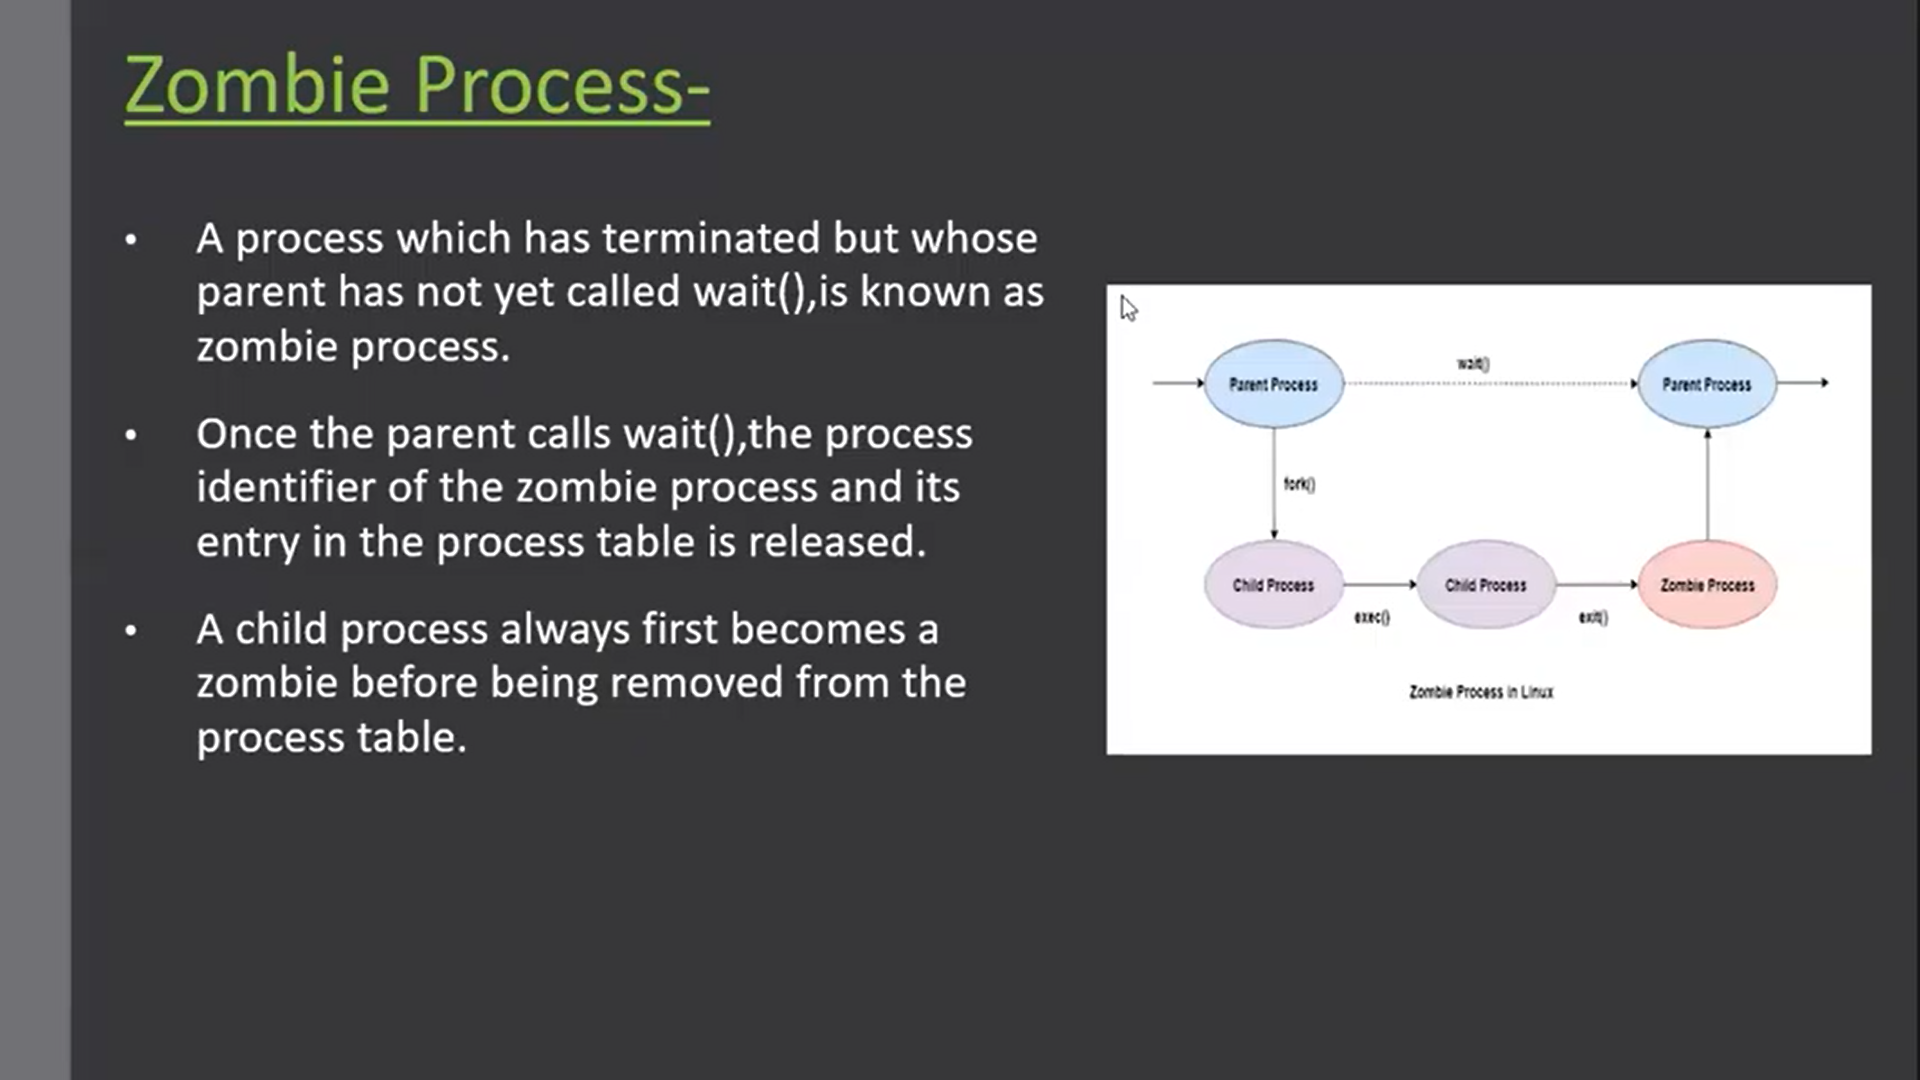 Zombie Process-
• A process which has terminated but whose
parent has not yet called wait(),is known as
zombie process.
• Once the parent calls wait(),the process
identifier of the zombie process and its
entry in the process table is released.
• A child process always first becomes a
zombie before being removed from the
process table.
wait()
Parent Process
Parent Process
fork()
Child Process
Child Process
Zombie Process
exec()
exit()
Zombie Process in Linux